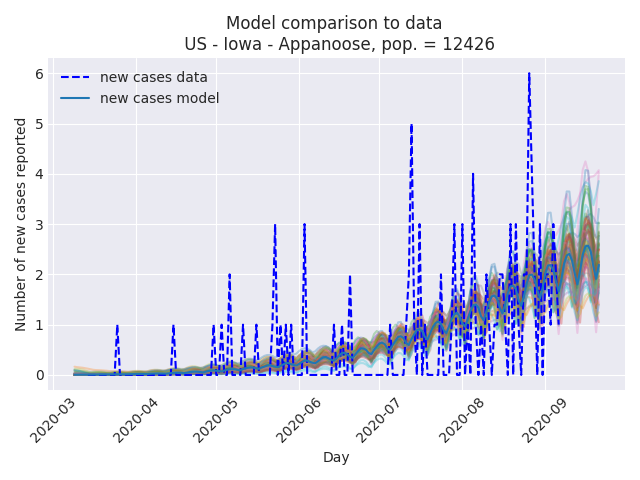 Model comparison to data
US - Iowa - Appanoose, pop. = 12426
new cases data
new cases model
Number of new cases reported
6
5
4
3
2
1
0
2020-03
2020-04
2020-05
2020-06
2020-07
2020-08
2020-09
Day